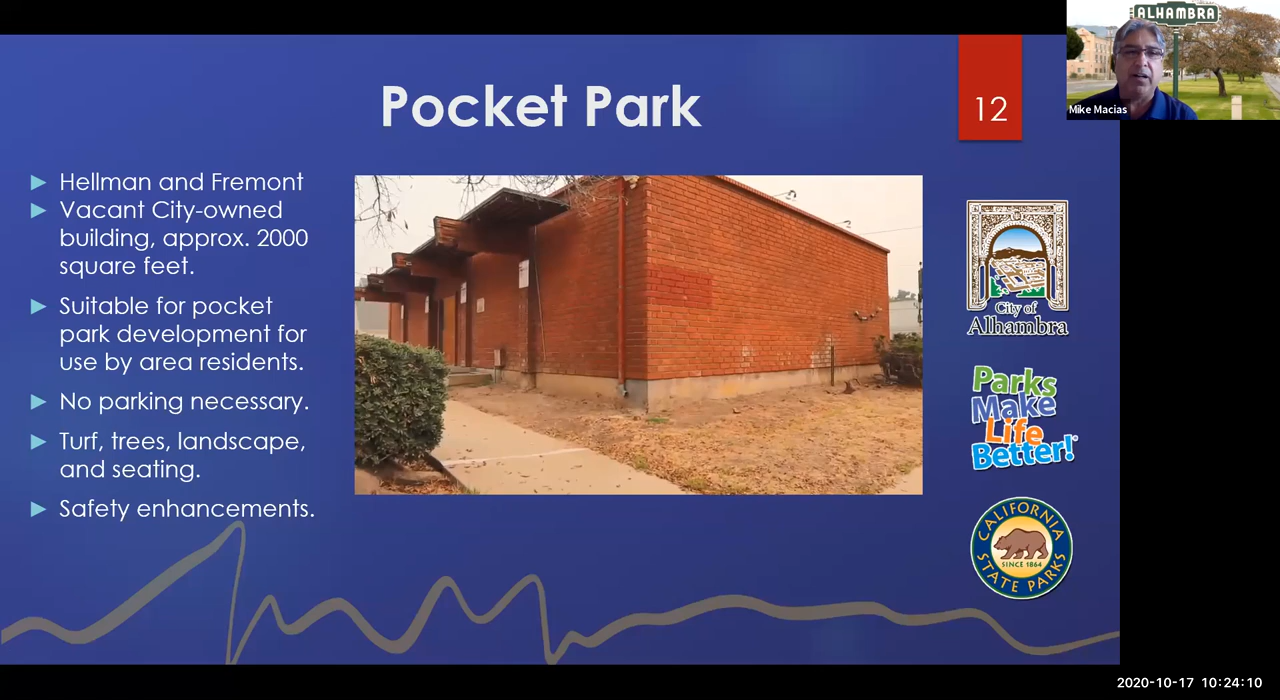 ALHAMBRA
Mike Macias
Pocket Park
12
Hellman and Fremont
Vacant City-owned
building, approx. 2000
square feet.
Suitable for pocket
park development for
use by area residents.
No parking necessary.
Turf, trees, landscape,
and seating.
Safety enhancements.
City of
Alhambra
Parks
Make
Life
Better!®
CALIFORNIA
SINCE 1864
STATE PARKS
2020-10-17 10:24:10